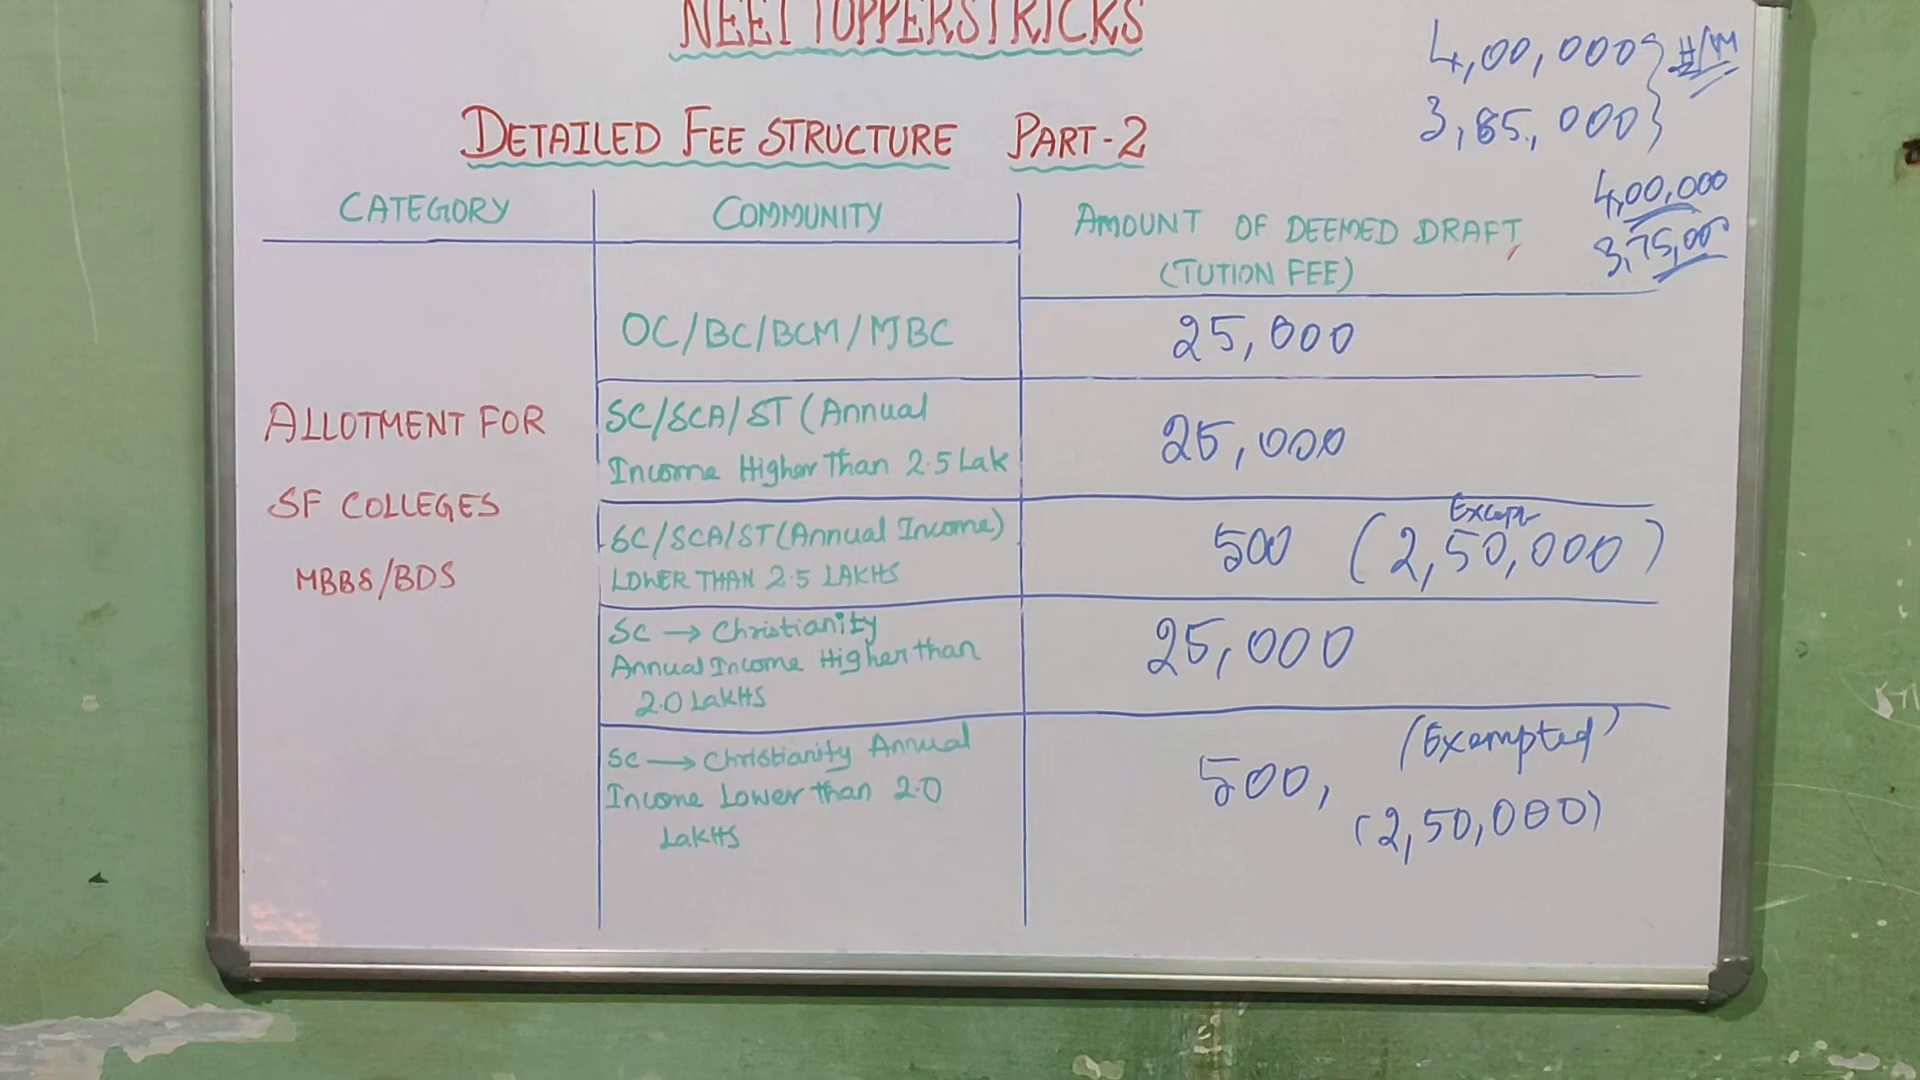 NEET TOPPERS TRICKS
DETAILED FEE STRUCTURE PART-2
4,00,000
3,85,000
4,00,000
3,75,000
CATEGORY
COMMUNITY
AMOUNT OF DEEMED DRAFT
(TUTION FEE)
ALLOTMENT FOR
SF COLLEGES
MBBS/BDS
OC/BC/BCM/MBC
25,000
SC/SCA/ST (Annual
Income Higher Than 2.5 Lak
25,000
SC/SCA/ST (Annual Income)
LOWER THAN 2.5 LAKHS
500 (2,50,000)
SC → Christianity
Annual Income Higher than
2.0 LakHS
25,000
SC → Christianity Annual
Income Lower than 2.0
LakHS
500,
(Exempted)
(2,50,000)